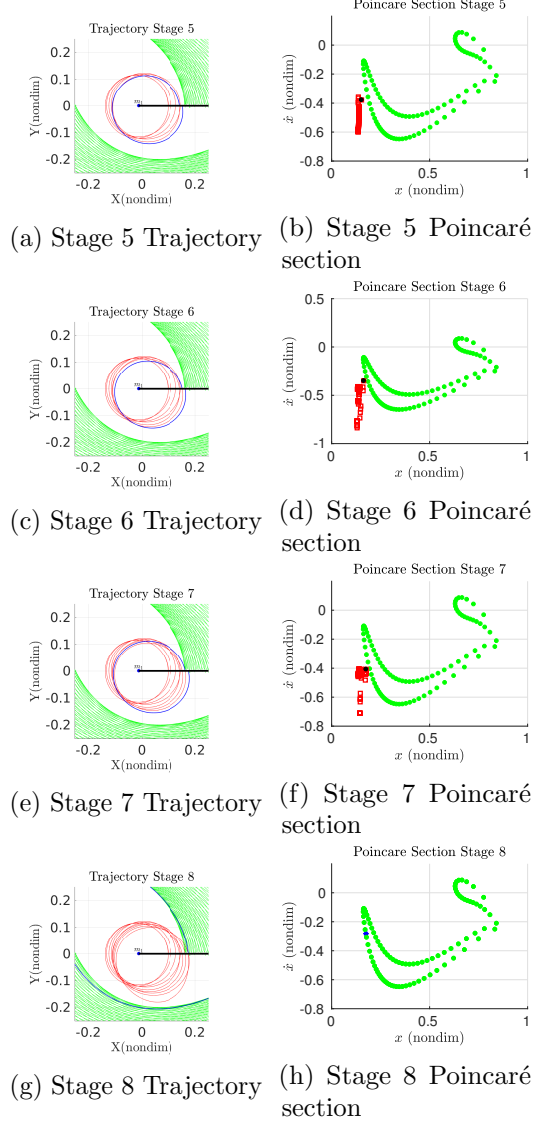 Trajectory Stage 5
0.2
0.1
0
-0.1
-0.2
Y(nondim)
-0.2
0
0.2
X(nondim)
(a) Stage 5 Trajectory
Poincare Section Stage 5
0
-0.2
-0.4
-0.6
-0.8
ẋ (nondim)
0
0.5
1
x (nondim)
(b) Stage 5 Poincaré
section
Trajectory Stage 6
0.2
0.1
0
-0.1
-0.2
Y(nondim)
-0.2
0
0.2
X(nondim)
(c) Stage 6 Trajectory
Poincare Section Stage 6
0.5
0
-0.5
-1
ẋ (nondim)
0
0.5
1
x (nondim)
(d) Stage 6 Poincaré
section
Trajectory Stage 7
0.2
0.1
0
-0.1
-0.2
Y(nondim)
-0.2
0
0.2
X(nondim)
(e) Stage 7 Trajectory
Poincare Section Stage 7
0
-0.2
-0.4
-0.6
-0.8
ẋ (nondim)
0
0.5
1
x (nondim)
(f) Stage 7 Poincaré
section
Trajectory Stage 8
0.2
0.1
0
-0.1
-0.2
Y(nondim)
-0.2
0
0.2
X(nondim)
(g) Stage 8 Trajectory
Poincare Section Stage 8
0
-0.2
-0.4
-0.6
-0.8
ẋ (nondim)
0
0.5
1
x (nondim)
(h) Stage 8 Poincaré
section